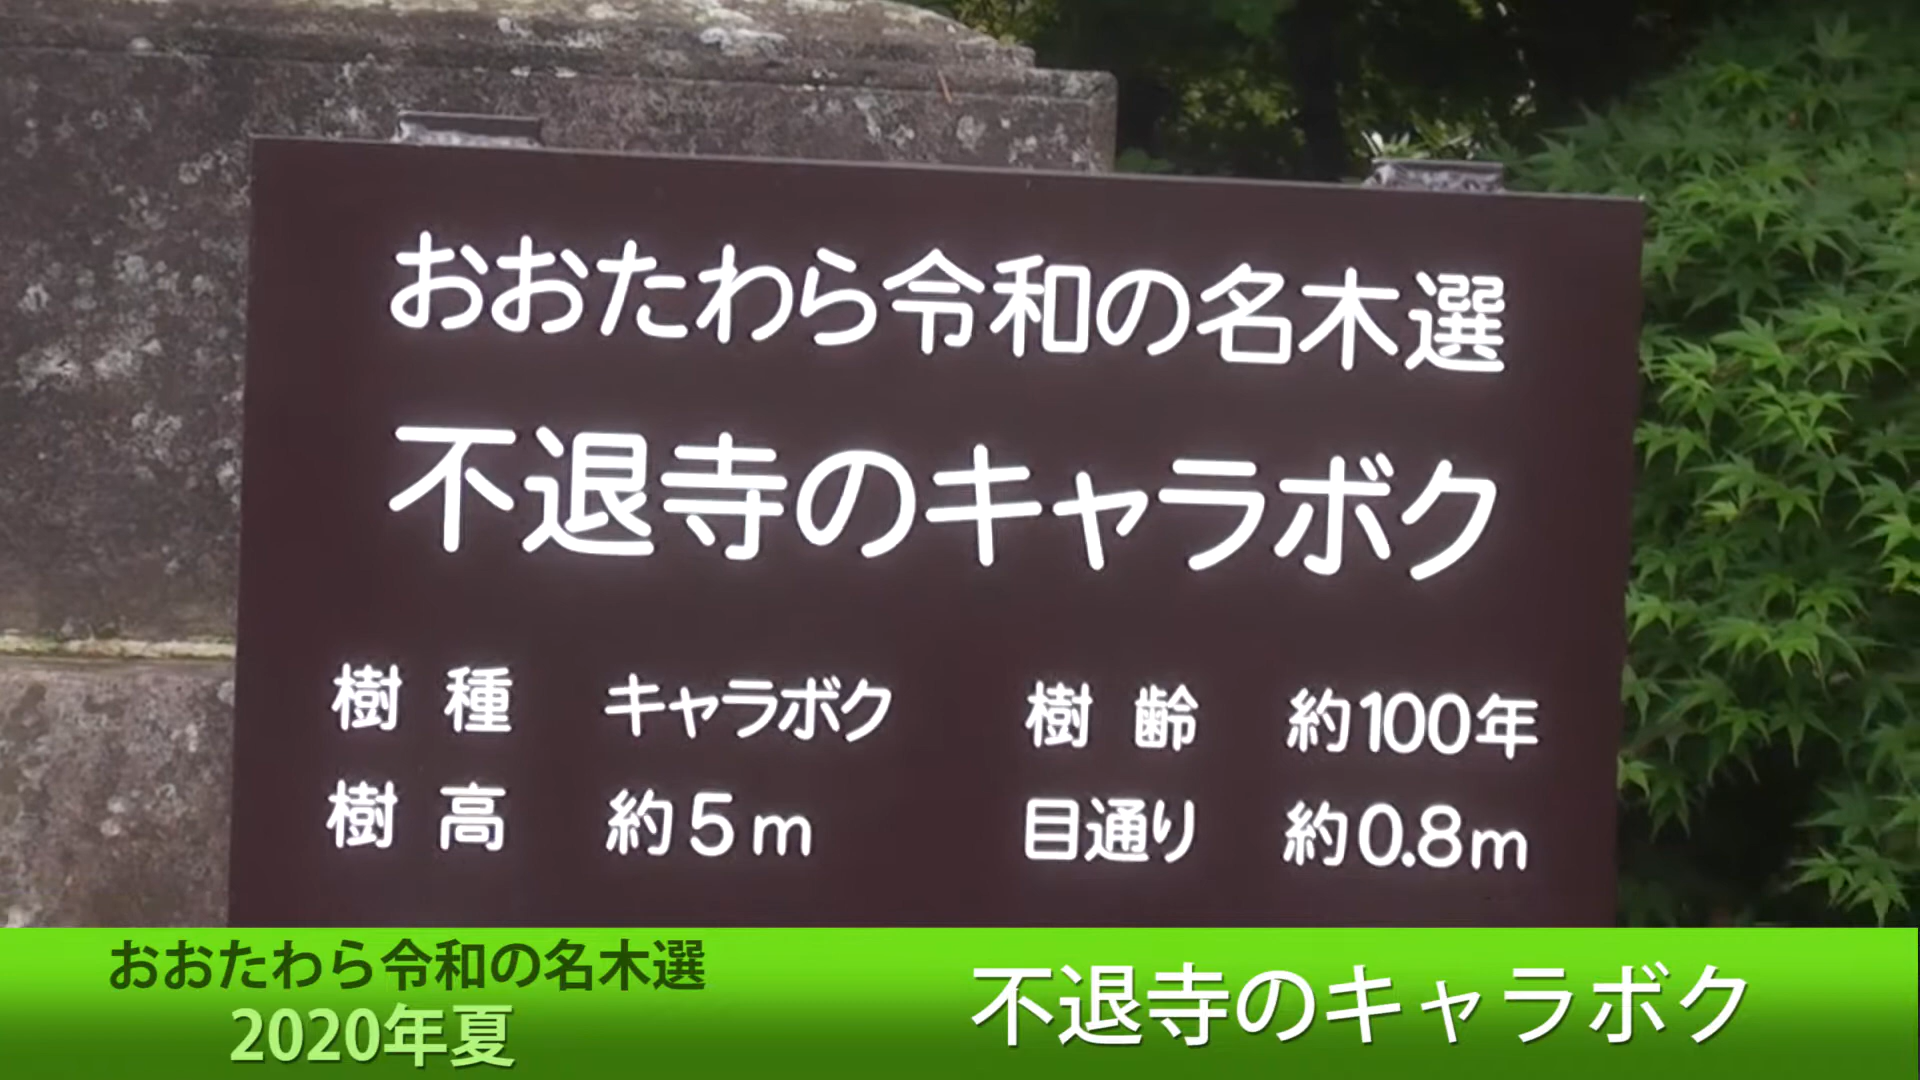 おおたわら令和の名木選
不退寺のキャラボク
樹種 キャラボク 樹齢 約100年
樹高 約5m 目通り 約0.8m
おおたわら令和の名木選
2020年夏
不退寺のキャラボク